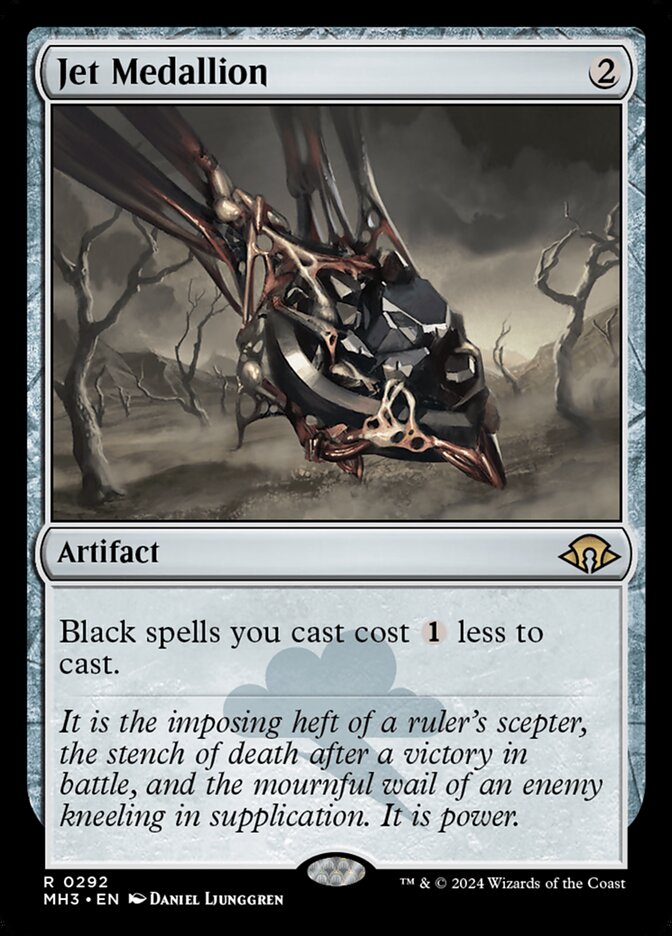 Jet Medallion 2
Artifact
Black spells you cast cost 1 less to
cast.
It is the imposing heft of a ruler's scepter,
the stench of death after a victory in
battle, and the mournful wail of an enemy
kneeling in supplication. It is power.
R 0292
MH3 • EN Daniel Ljunggren
™ & © 2024 Wizards of the Coast